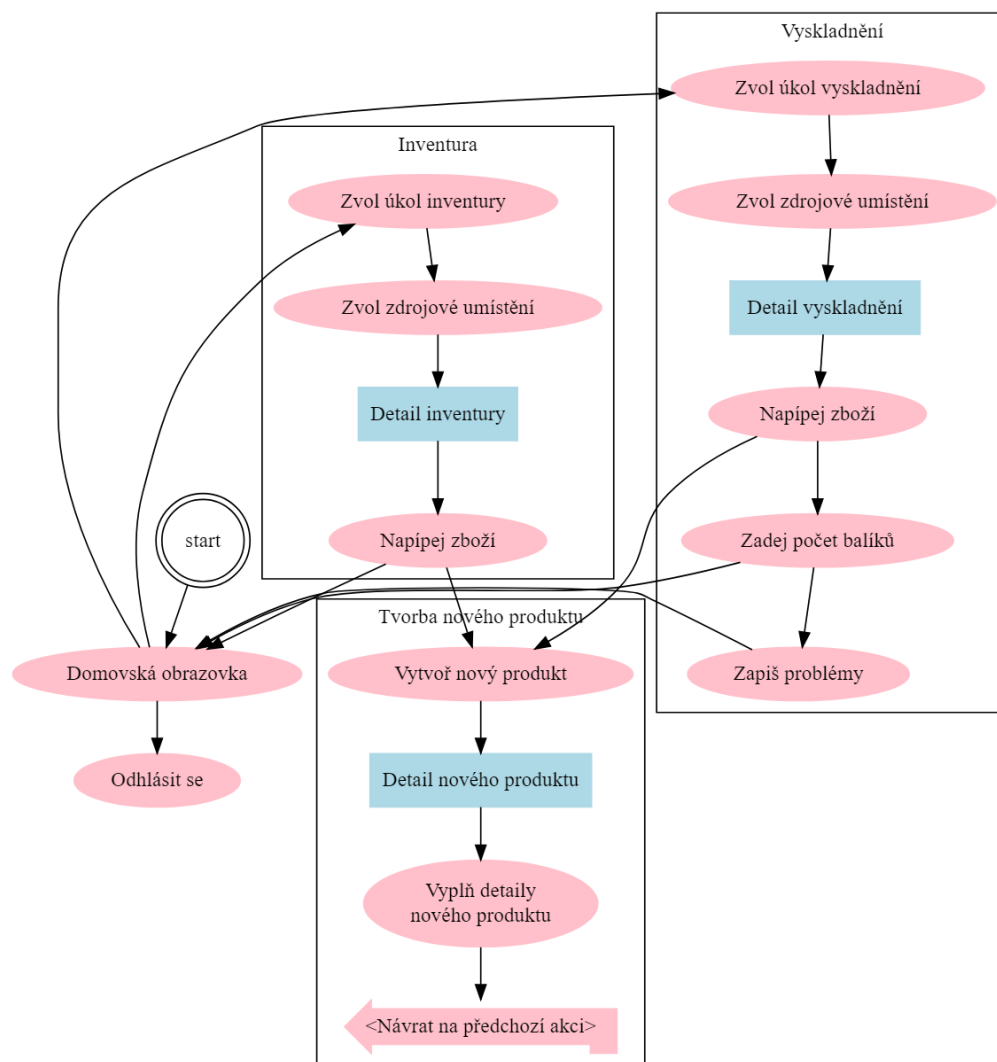 Vyskladnění
Zvol úkol vyskladnění
Zvol zdrojové umístění
Detail vyskladnění
Napípej zboží
Zadej počet balíků
Zapiš problémy
Inventura
Zvol úkol inventury
Zvol zdrojové umístění
Detail inventury
Napípej zboží
start
Domovská obrazovka
Odhlásit se
Tvorba nového produktu
Vytvoř nový produkt
Detail nového produktu
Vyplň detaily
nového produktu
<Návrat na předchozí akci>